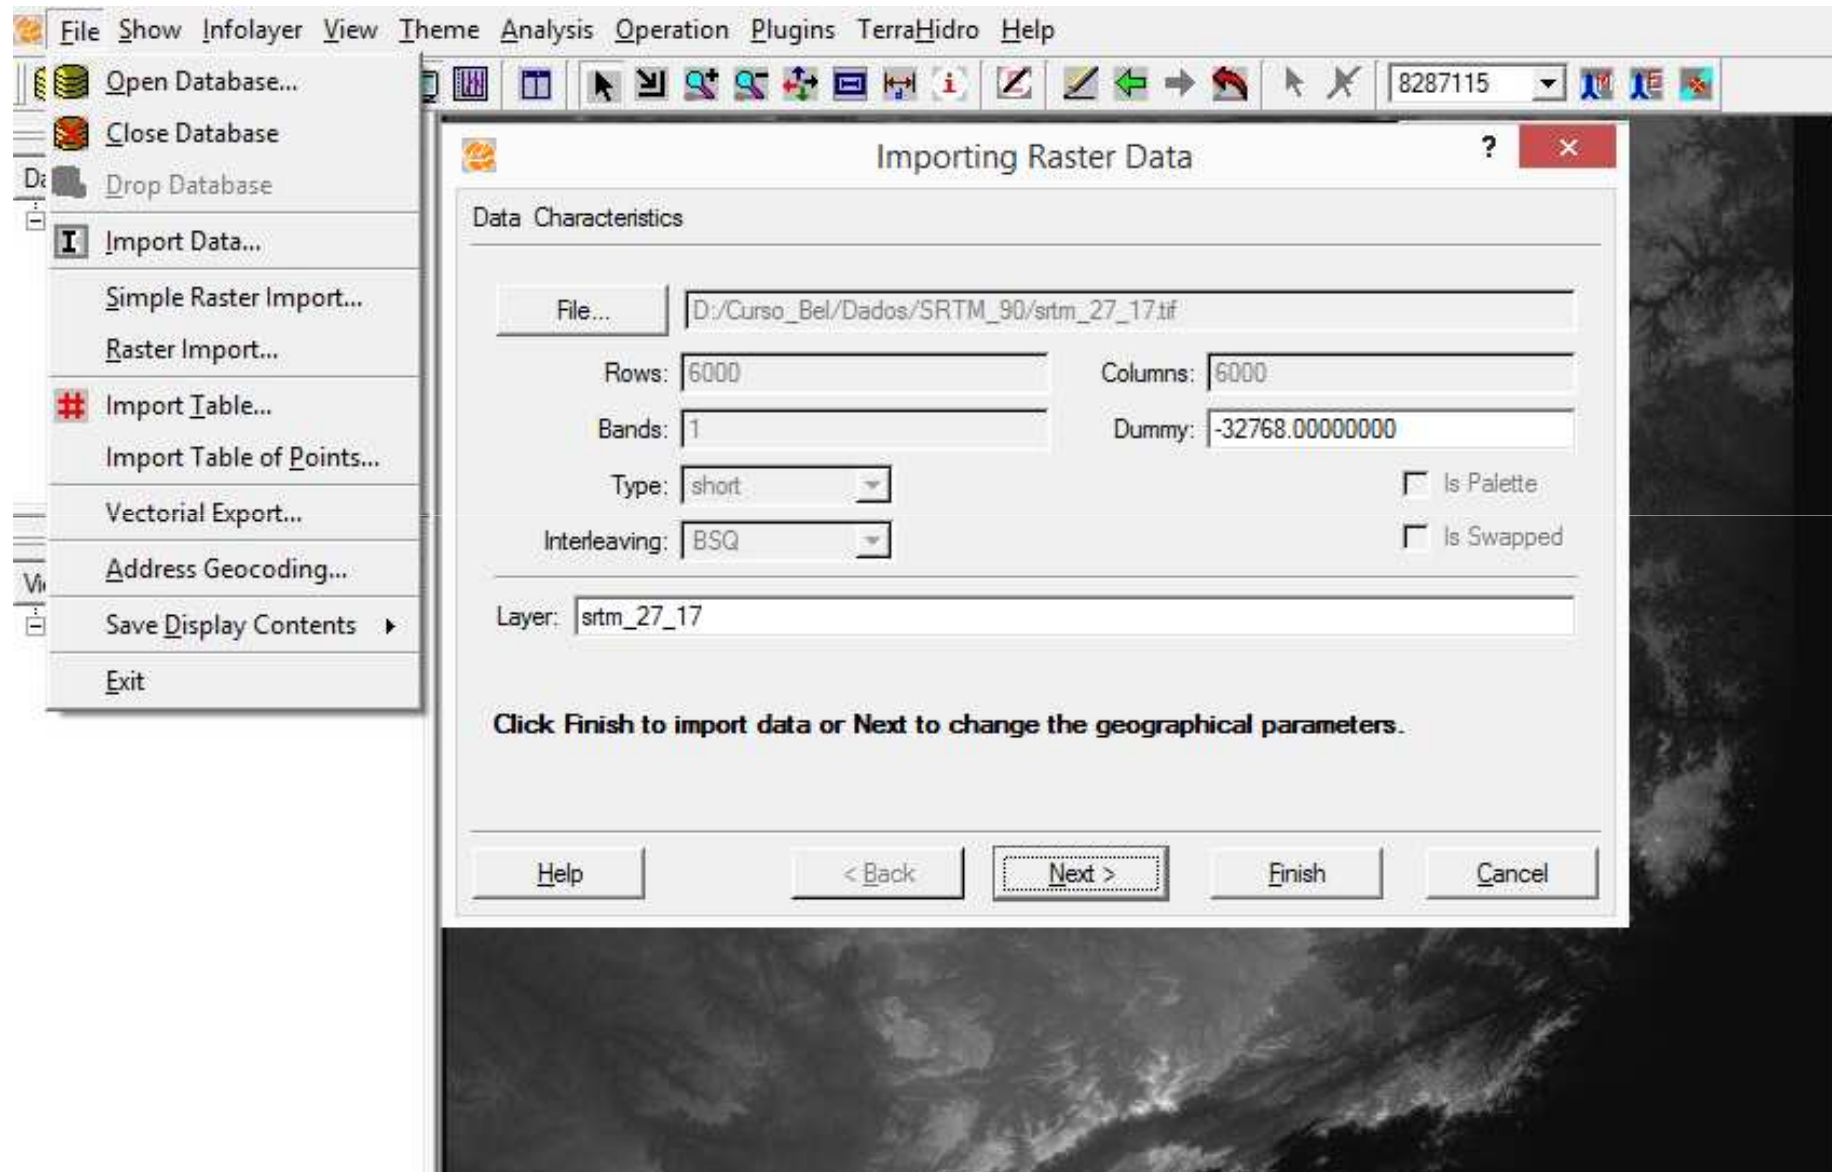 File Show Infolayer View Theme Analysis Operation Plugins TerraHidro Help
Open Database...
8287115
Close Database
Drop Database
Import Data...
Simple Raster Import...
Raster Import...
Import Table...
Import Table of Points...
Vectorial Export...
Address Geocoding...
Save Display Contents
Exit
Importing Raster Data
?
Data Characteristics
File... D:/Curso_Bel/Dados/SRTM_90/srtm_27_17.tif
Rows: 6000 Columns: 6000
Bands: 1 Dummy: -32768.00000000
Type: short Is Palette
Interleaving: BSQ Is Swapped
Layer: srtm_27_17
Click Finish to import data or Next to change the geographical parameters.
Help < Back Next > Finish Cancel